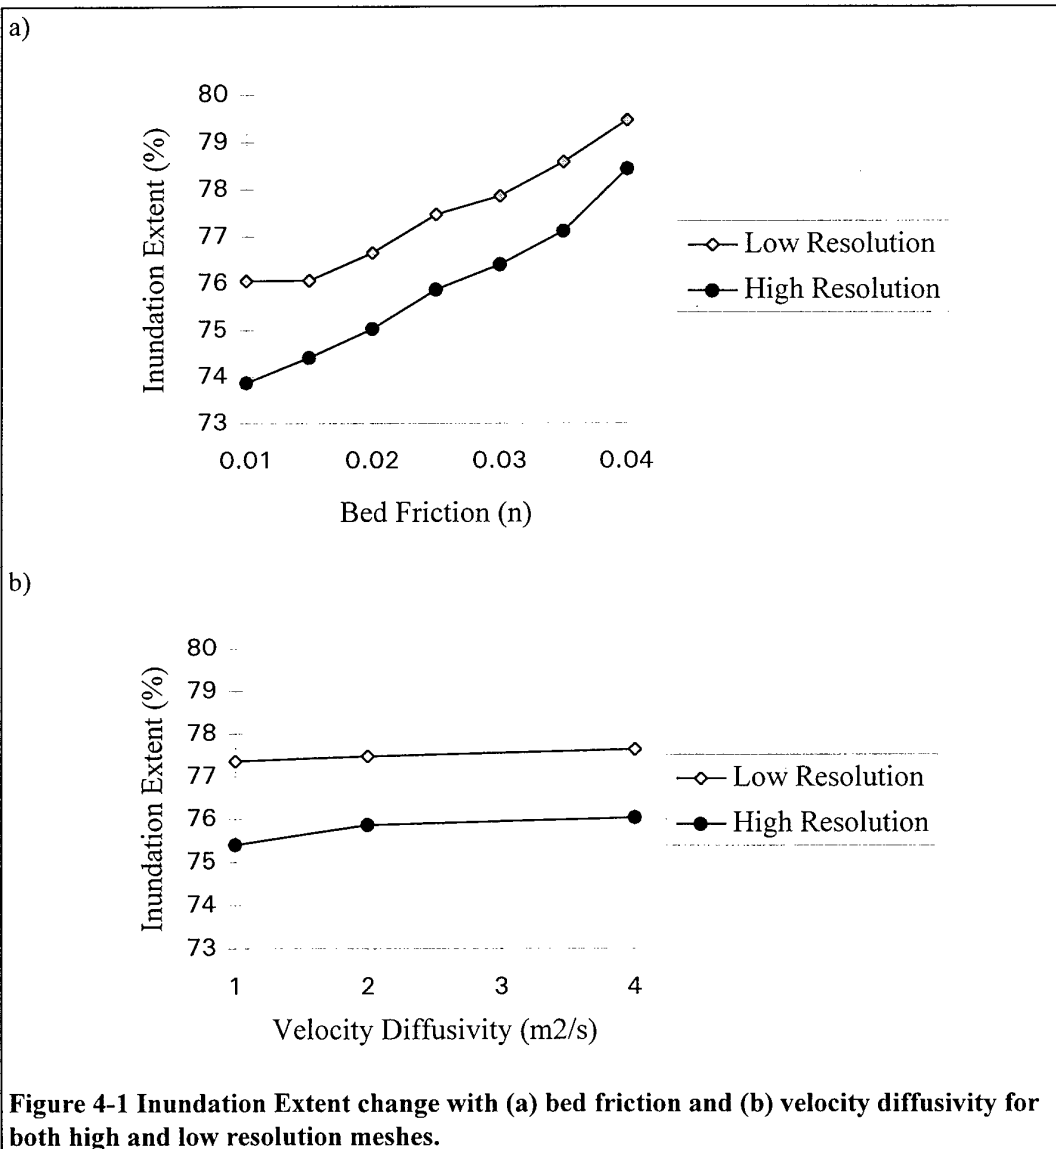 a)
80
79
78
77
76
75
74
73
Inundation Extent (%)
0.01 0.02 0.03 0.04
Bed Friction (n)
Low Resolution
High Resolution
b)
80
79
78
77
76
75
74
73
Inundation Extent (%)
1 2 3 4
Velocity Diffusivity (m2/s)
Low Resolution
High Resolution
Figure 4-1 Inundation Extent change with (a) bed friction and (b) velocity diffusivity for
both high and low resolution meshes.